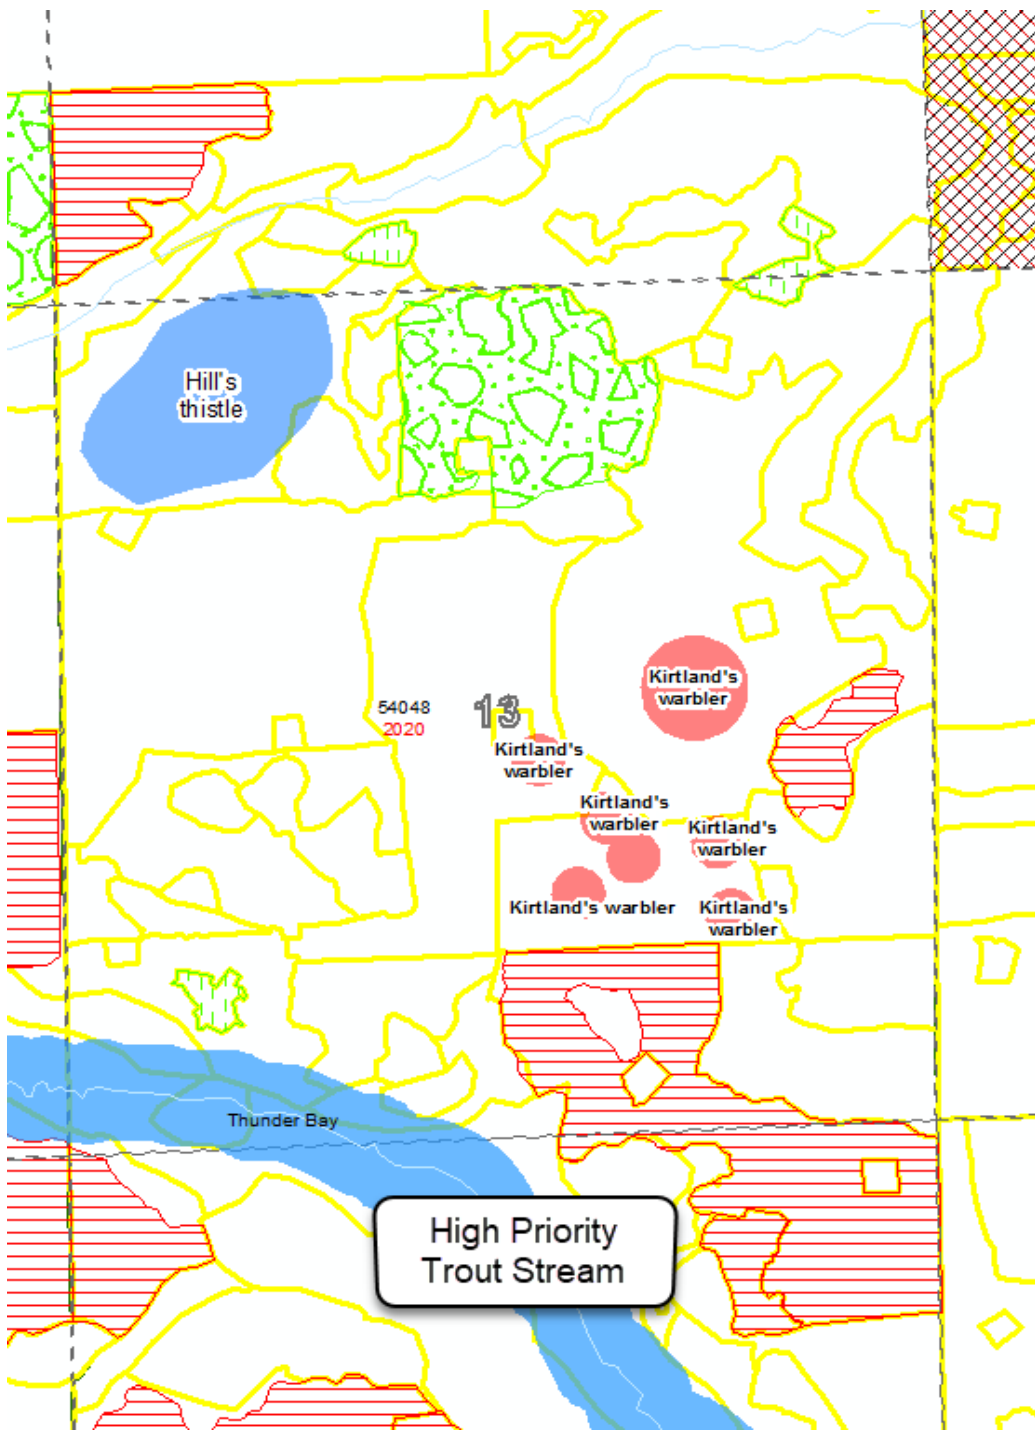 Hill's
thistle
Kirtland's
warbler
54048
2020
13
Kirtland's
warbler
Kirtland's
warbler
Kirtland's
warbler
Kirtland's warbler
Kirtland's
warbler
Thunder Bay
High Priority
Trout Stream